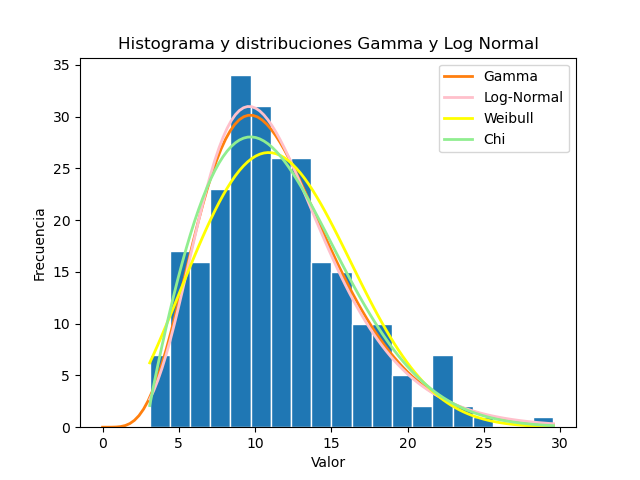 Histograma y distribuciones Gamma y Log Normal
Gamma
Log-Normal
Weibull
Chi
Frecuencia
35
30
25
20
15
10
5
0
0
5
10
15
20
25
30
Valor